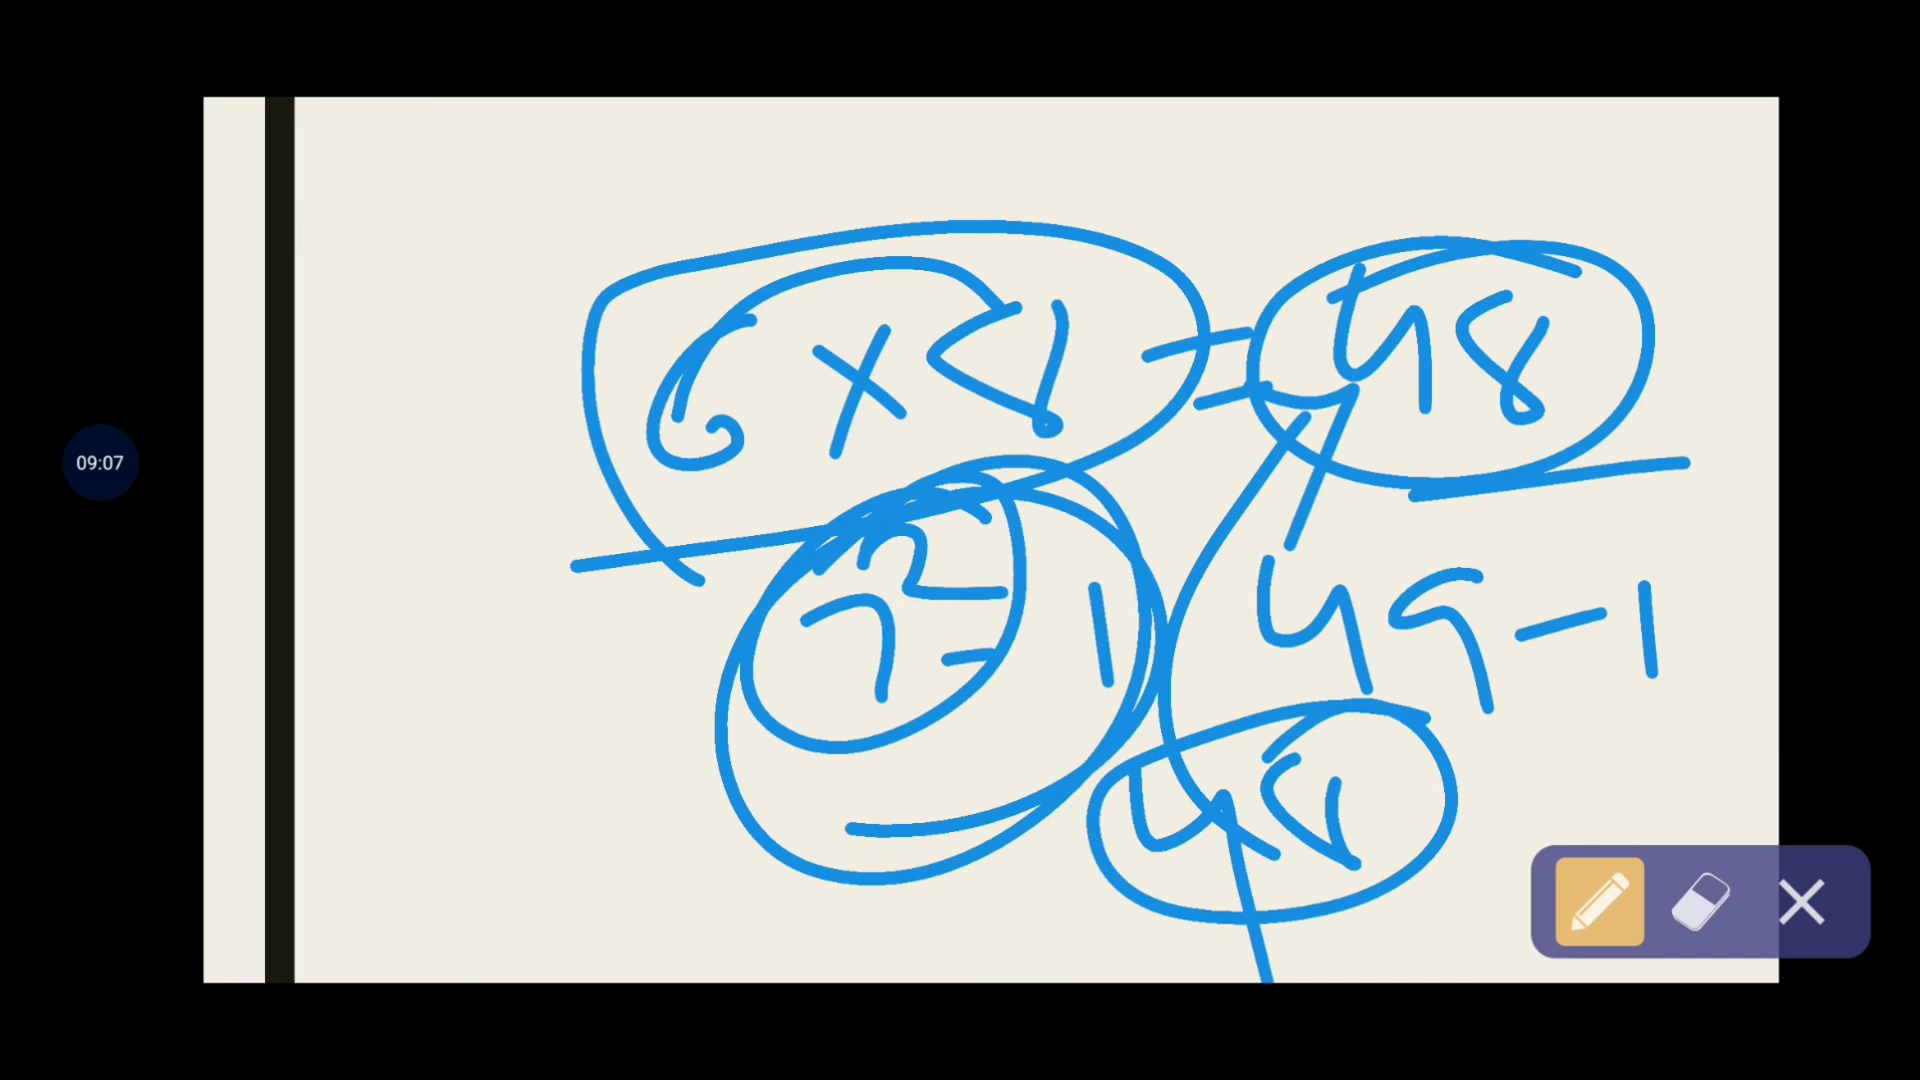 6 x 8 = 48
7² - 1
49 - 1
48
09:07